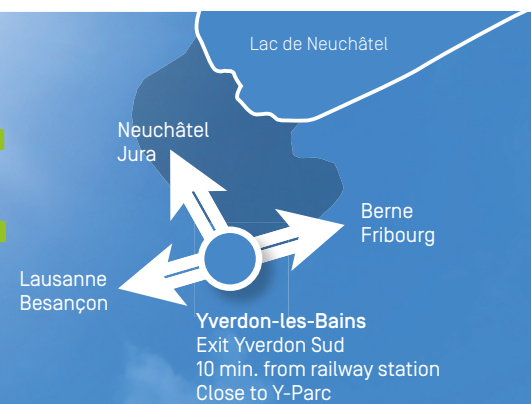 Lac de Neuchâtel
Neuchâtel
Jura
Berne
Fribourg
Lausanne
Besançon
Yverdon-les-Bains
Exit Yverdon Sud
10 min. from railway station
Close to Y-Parc